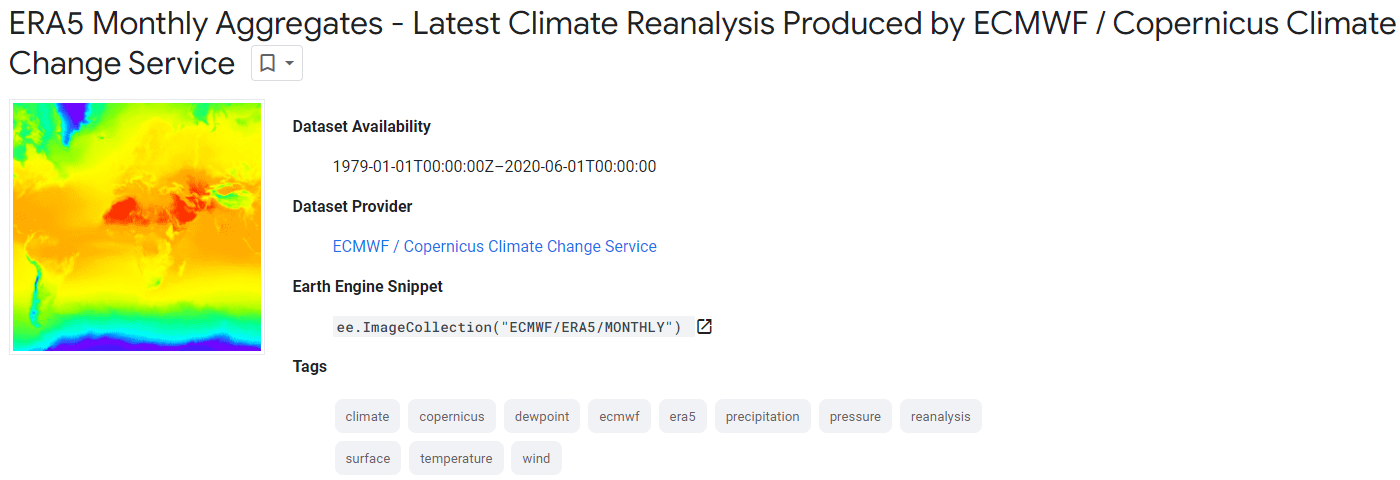 ERA5 Monthly Aggregates - Latest Climate Reanalysis Produced by ECMWF / Copernicus Climate
Change Service
Dataset Availability
1979-01-01T00:00:00Z–2020-06-01T00:00:00
Dataset Provider
ECMWF / Copernicus Climate Change Service
Earth Engine Snippet
ee.ImageCollection("ECMWF/ERA5/MONTHLY")
Tags
climate copernicus dewpoint ecmwf era5 precipitation pressure reanalysis
surface temperature wind